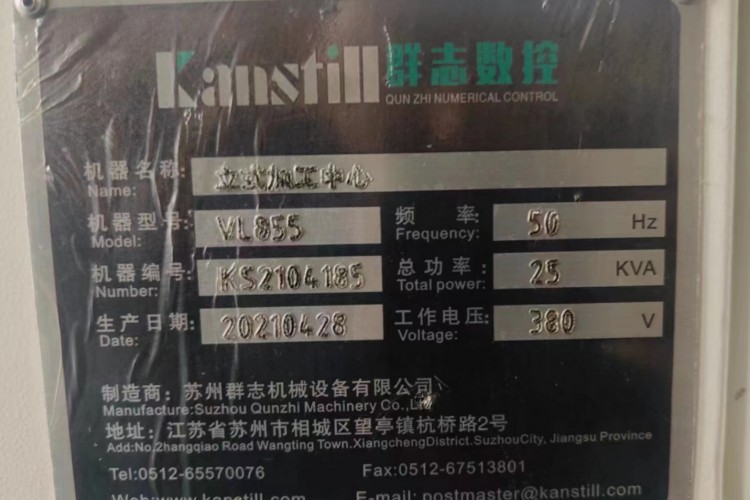 Kanstill 群志数控
QUN ZHI NUMERICAL CONTROL
机器名称: 立式加工中心
Name:
机器型号: VL855 频 率: 50 Hz
Model: Frequency:
机器编号: KS2104185 总功率: 25 KVA
Number: Total power:
生产日期: 20210428 工作电压: 380 V
Date: Voltage:
制造商: 苏州群志机械设备有限公司
Manufacture:Suzhou Qunzhi Machinery Co.,Ltd
地址: 江苏省苏州市相城区望亭镇杭桥路2号
Add:No.Zhangqiao Road Wangting Town.XiangchengDistrict.SuzhouCity, Jiangsu Province
Tel:0512-65570076 Fax:0512-67513801
Web:www.kanstill.com E-mail: postmaster@kanstill.com